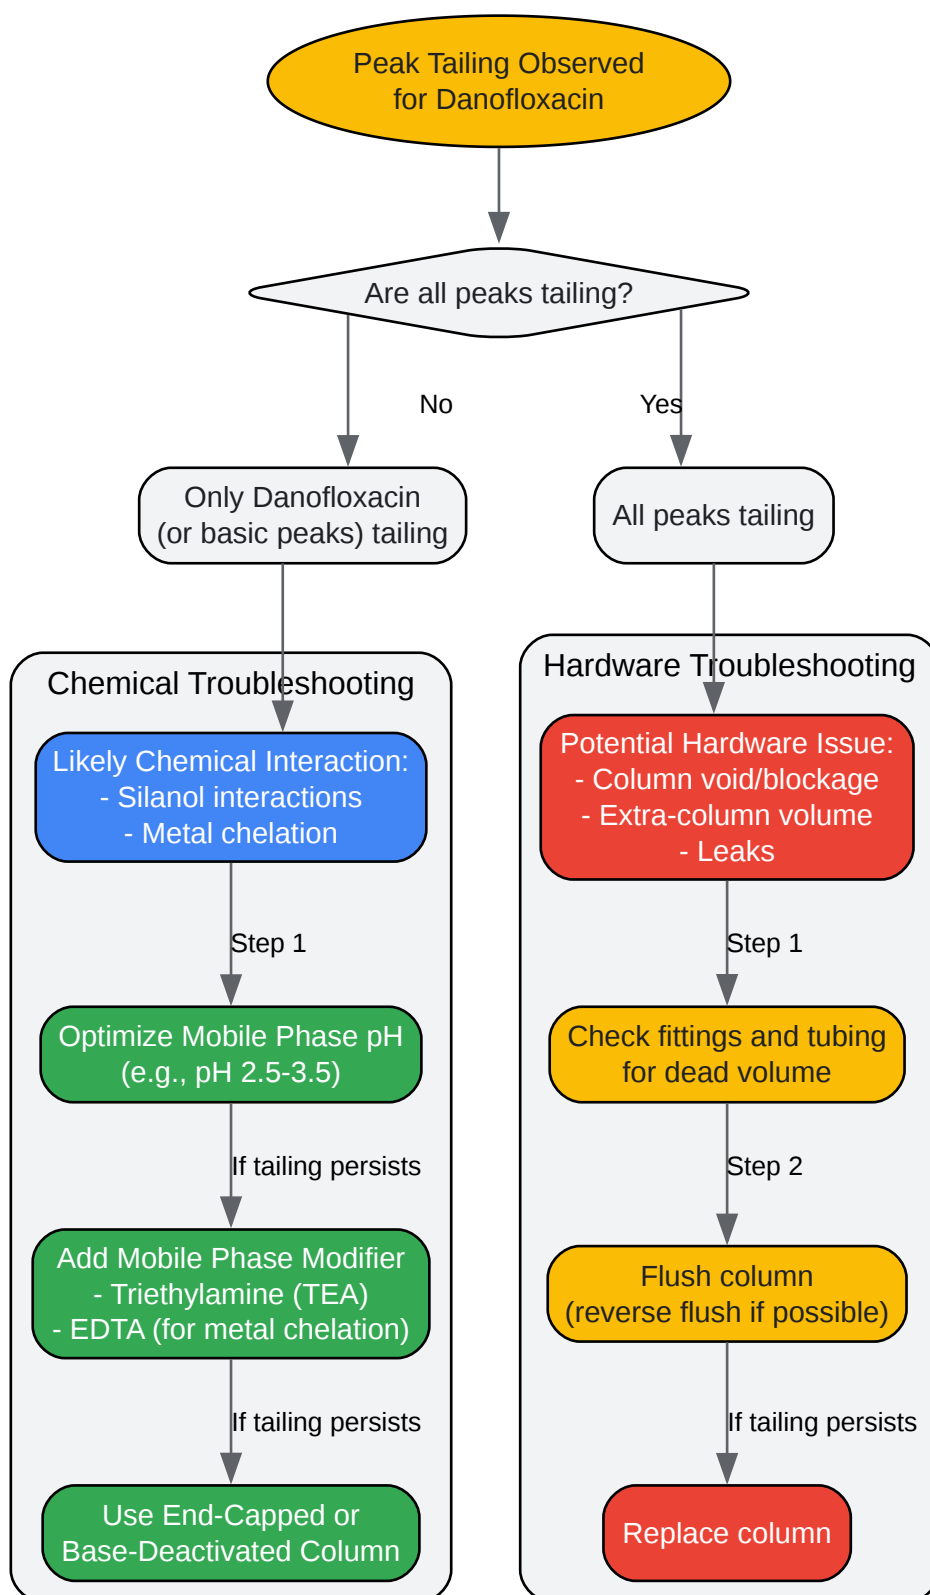 Peak Tailing Observed
for Danofloxacin
Are all peaks tailing?
No
Yes
Only Danofloxacin
(or basic peaks) tailing
All peaks tailing
Chemical Troubleshooting
Likely Chemical Interaction:
- Silanol interactions
- Metal chelation
Step 1
Optimize Mobile Phase pH
(e.g., pH 2.5-3.5)
If tailing persists
Add Mobile Phase Modifier
- Triethylamine (TEA)
- EDTA (for metal chelation)
If tailing persists
Use End-Capped or
Base-Deactivated Column
Hardware Troubleshooting
Potential Hardware Issue:
- Column void/blockage
- Extra-column volume
- Leaks
Step 1
Check fittings and tubing
for dead volume
Step 2
Flush column
(reverse flush if possible)
If tailing persists
Replace column